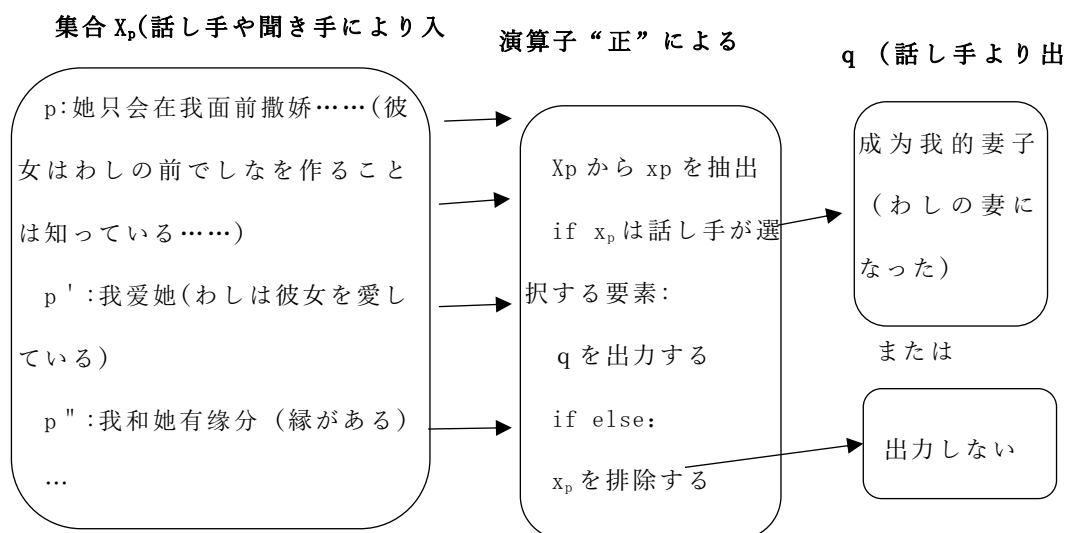 集合 Xp(話し手や聞き手により入
演算子“正”による
q （話し手より出
p:她只会在我面前撒娇……(彼
女はわしの前でしなを作ること
は知っている……)
p':我爱她(わしは彼女を愛し
ている)
p":我和她有缘分 (縁がある)
…
Xp から xp を抽出
if xp は話し手が選
択する要素:
q を出力する
if else:
xp を排除する
成为我的妻子
（わしの妻に
なった）
または
出力しない